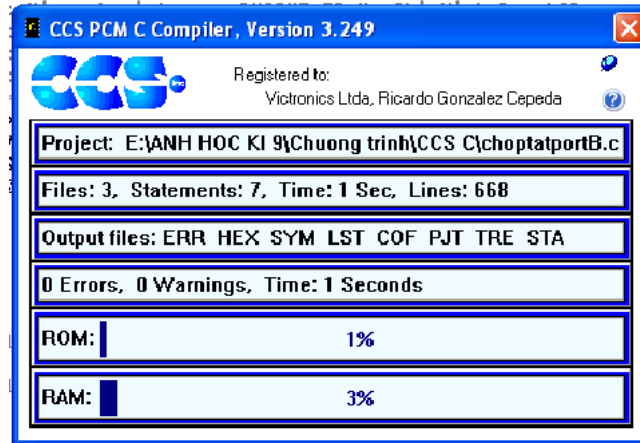 CCS PCM C Compiler, Version 3.249
CCS
Registered to:
Victronics Ltda, Ricardo Gonzalez Cepeda
Project: E:\ANH HOC KI 9\Chuong trinh\CCS C\choptatportB.c
Files: 3, Statements: 7, Time: 1 Sec, Lines: 668
Output files: ERR HEX SYM LST COF PJT TRE STA
0 Errors, 0 Warnings, Time: 1 Seconds
ROM: 1%
RAM: 3%